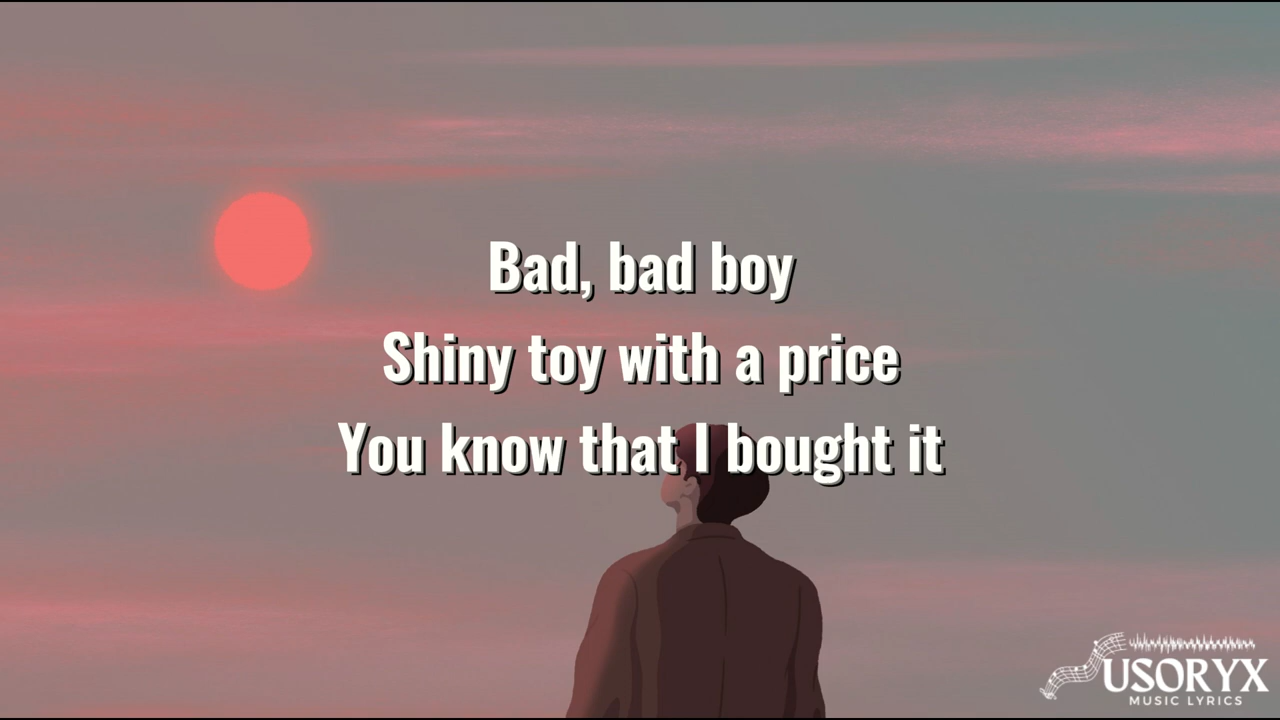 Bad, bad boy
Shiny toy with a price
You know that I bought it
USORYX
MUSIC LYRICS